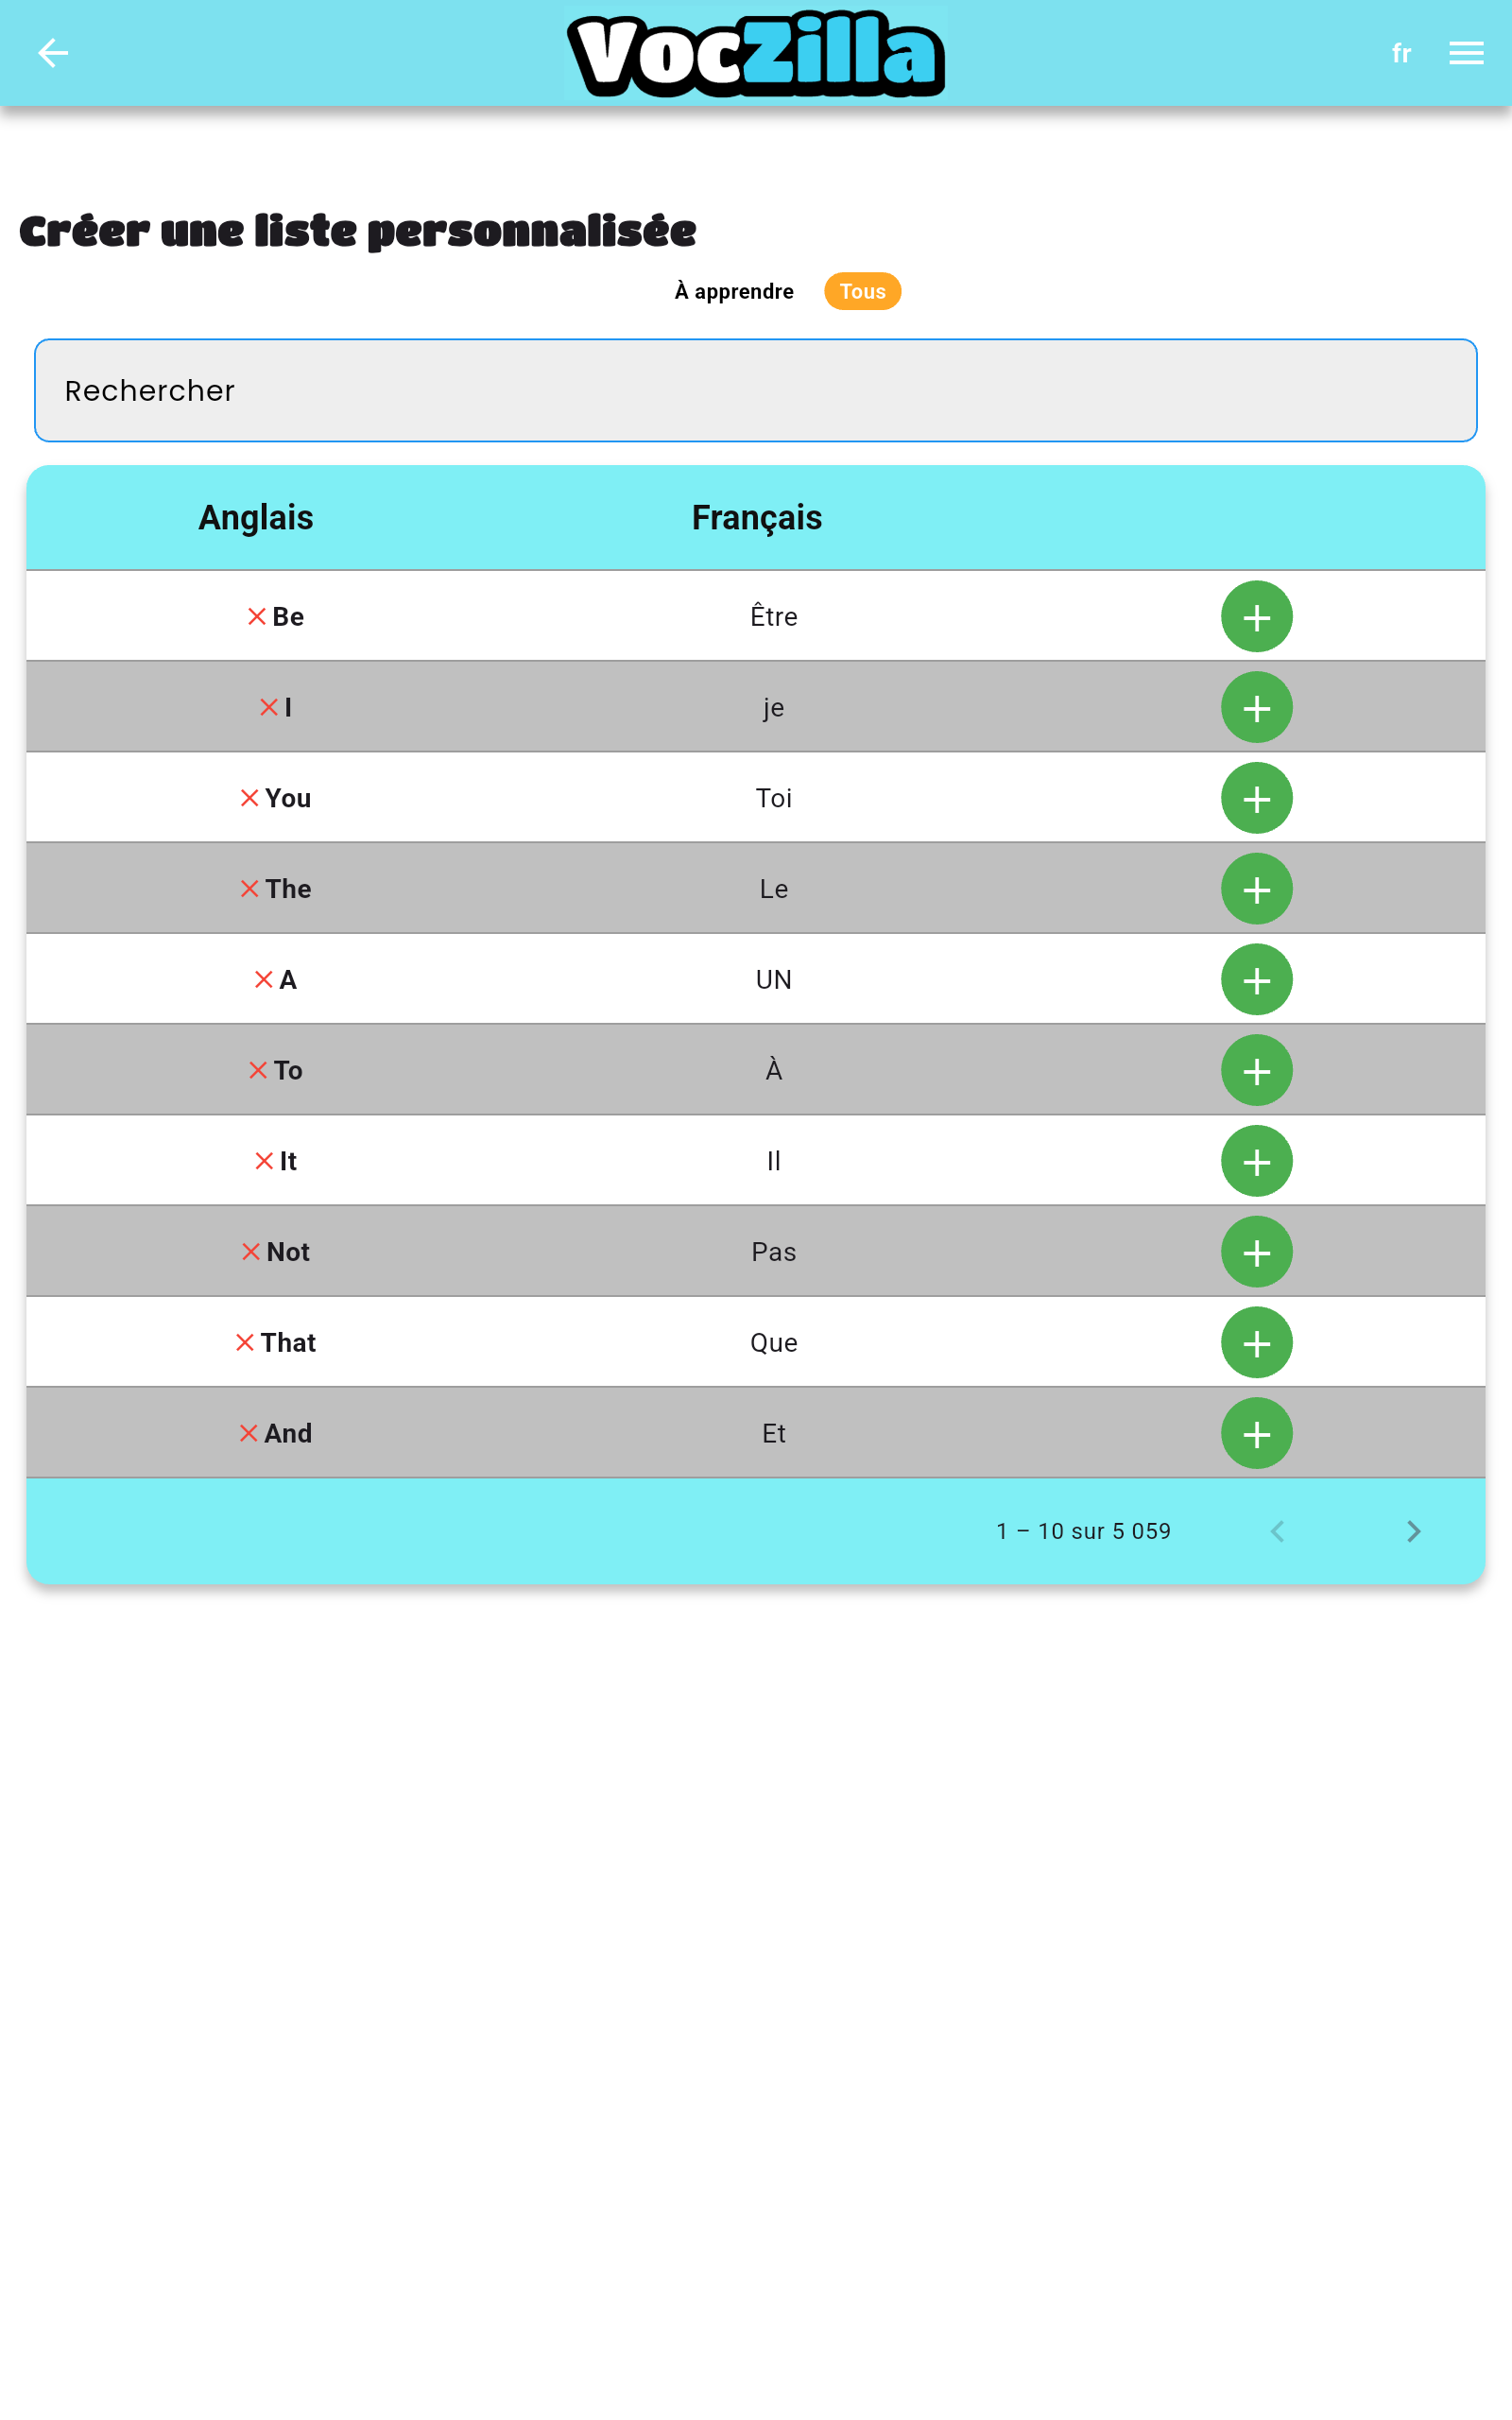 VocZilla
fr
Créer une liste personnalisée
À apprendre Tous
Rechercher
Anglais Français
Be Être
I je
You Toi
The Le
A UN
To À
It Il
Not Pas
That Que
And Et
1 – 10 sur 5 059